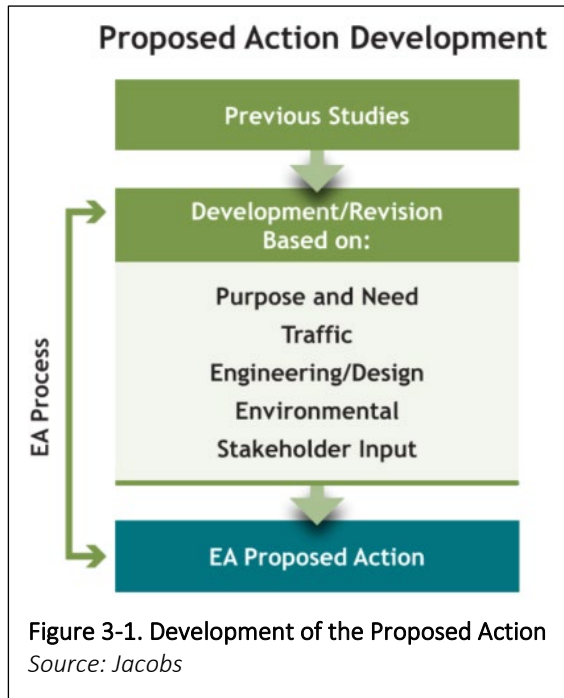 Proposed Action Development
Previous Studies
Development/Revision
Based on:
Purpose and Need
Traffic
Engineering/Design
Environmental
Stakeholder Input
EA Process
EA Proposed Action
Figure 3-1. Development of the Proposed Action
Source: Jacobs